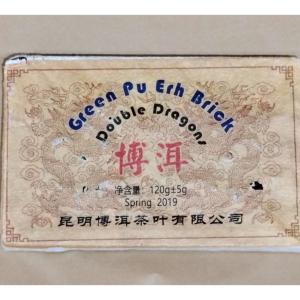 Green Pu Erh Brick
Double Dragons
博洱
净含量: 120g±5g
Spring 2019
昆明博洱茶叶有限公司